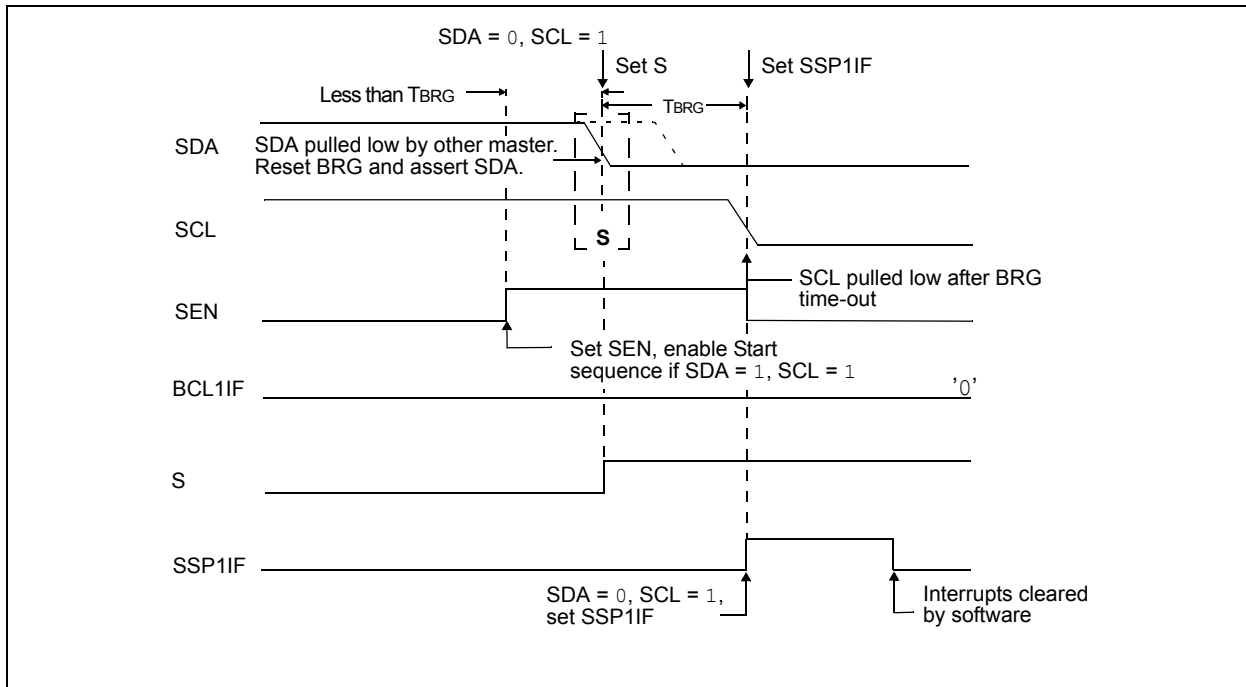 SDA = 0, SCL = 1
Set S
Set SSP1IF
Less than TBRG
TBRG
SDA
SDA pulled low by other master.
Reset BRG and assert SDA.
SCL
S
SCL pulled low after BRG
time-out
SEN
Set SEN, enable Start
sequence if SDA = 1, SCL = 1
BCL1IF
'0'
S
SSP1IF
SDA = 0, SCL = 1,
set SSP1IF
Interrupts cleared
by software